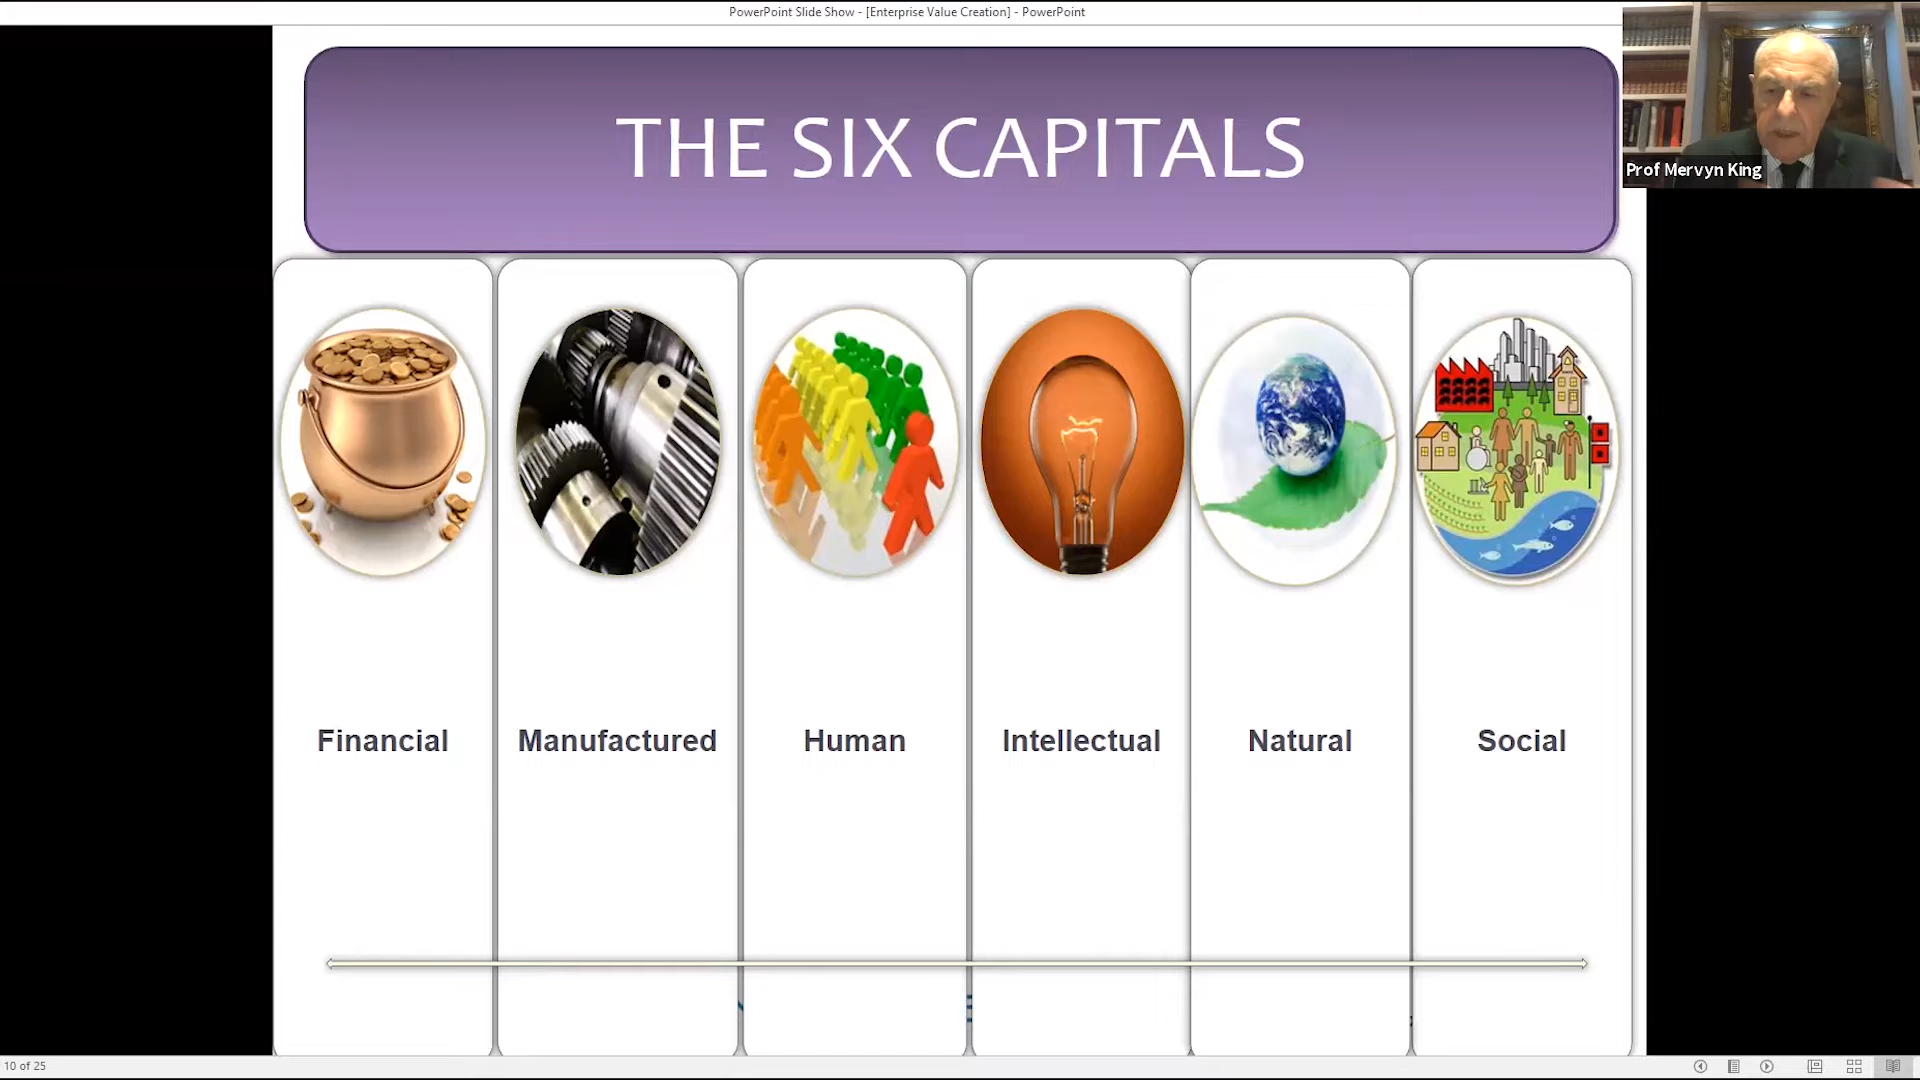 PowerPoint Slide Show - [Enterprise Value Creation] - PowerPoint
THE SIX CAPITALS
Prof Mervyn King
Financial
Manufactured
Human
Intellectual
Natural
Social
10 of 25